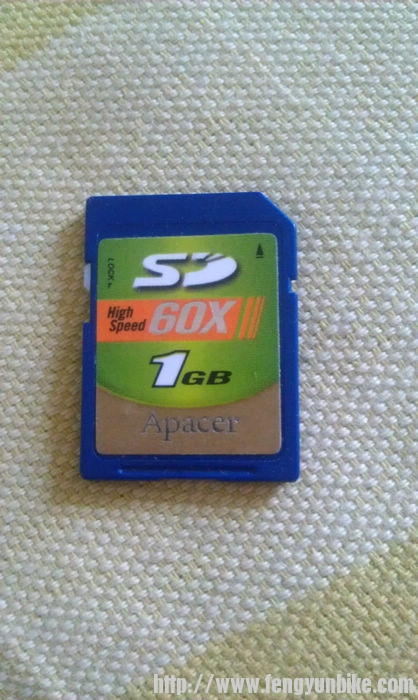 SD
LOCK
High
Speed
60X
1GB
Apacer
http://www.fengyunbike.com